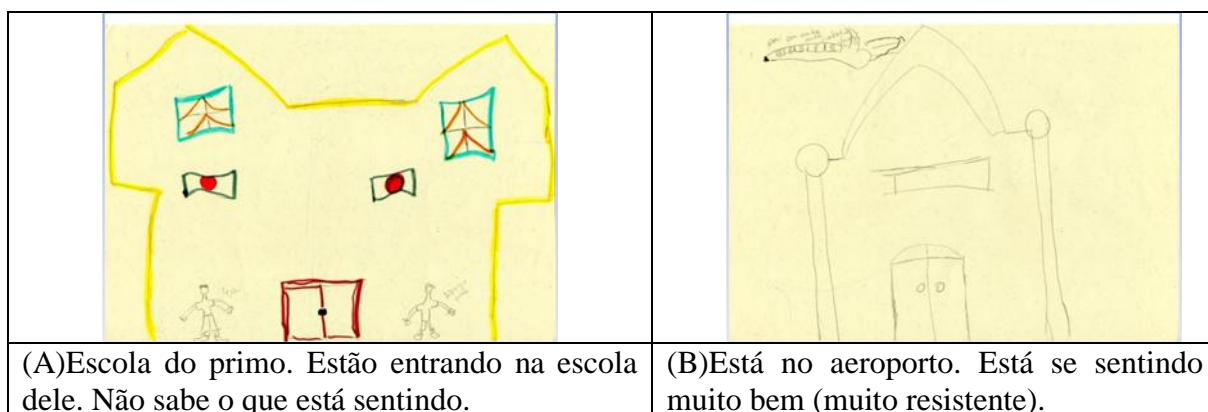 (A)Escola do primo. Estão entrando na escola
dele. Não sabe o que está sentindo.
(B)Está no aeroporto. Está se sentindo
muito bem (muito resistente).